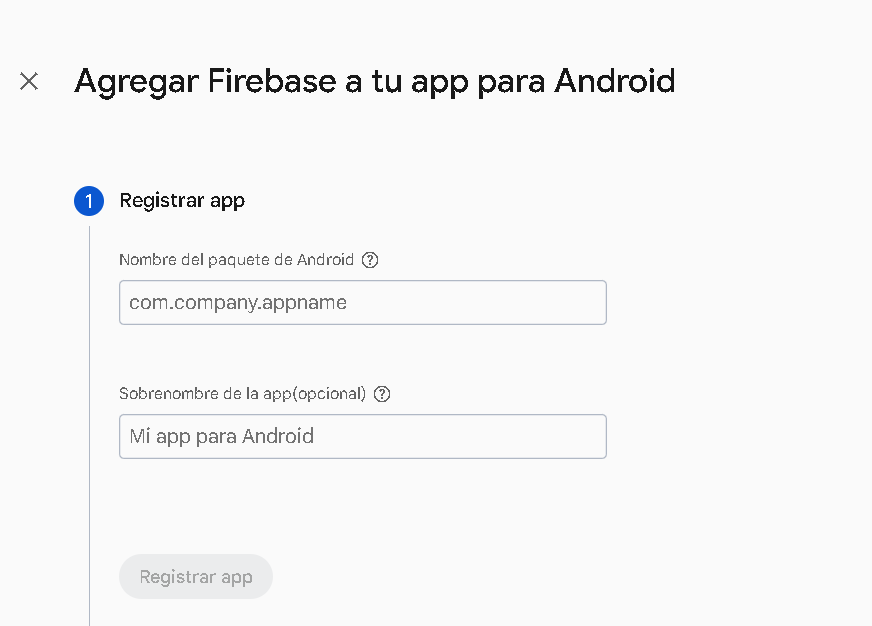 Agregar Firebase a tu app para Android
1 Registrar app
Nombre del paquete de Android ?
com.company.appname
Sobrenombre de la app(opcional) ?
Mi app para Android
Registrar app